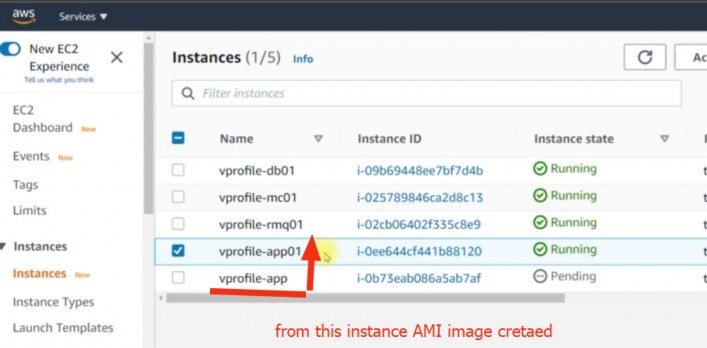 aws
Services ▼
New EC2
Experience
Tell us what you think
EC2
Dashboard New
Events New
Tags
Limits
Instances
Instances New
Instance Types
Launch Templates
Instances (1/5) Info
Ac
Filter instances
Name Instance ID Instance state
vprofile-db01 i-09b69448ee7bf7d4b Running
vprofile-mc01 i-025789846ca2d8c13 Running
vprofile-rmq01 i-02cb06402f335c8e9 Running
vprofile-app01 i-0ee644cf441b88120 Running
vprofile-app i-0b73eab086a5ab7af Pending
from this instance AMI image cretaed